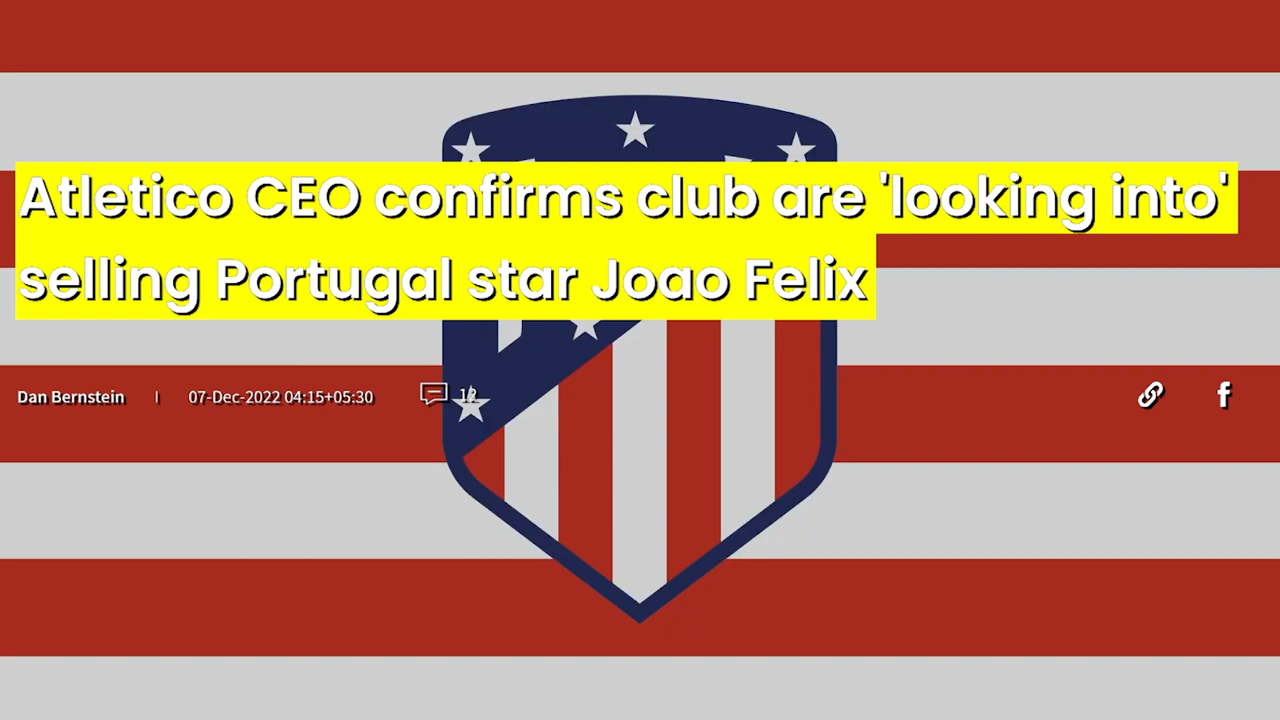 Atletico CEO confirms club are 'looking into'
selling Portugal star Joao Felix
Dan Bernstein | 07-Dec-2022 04:15+05:30 12